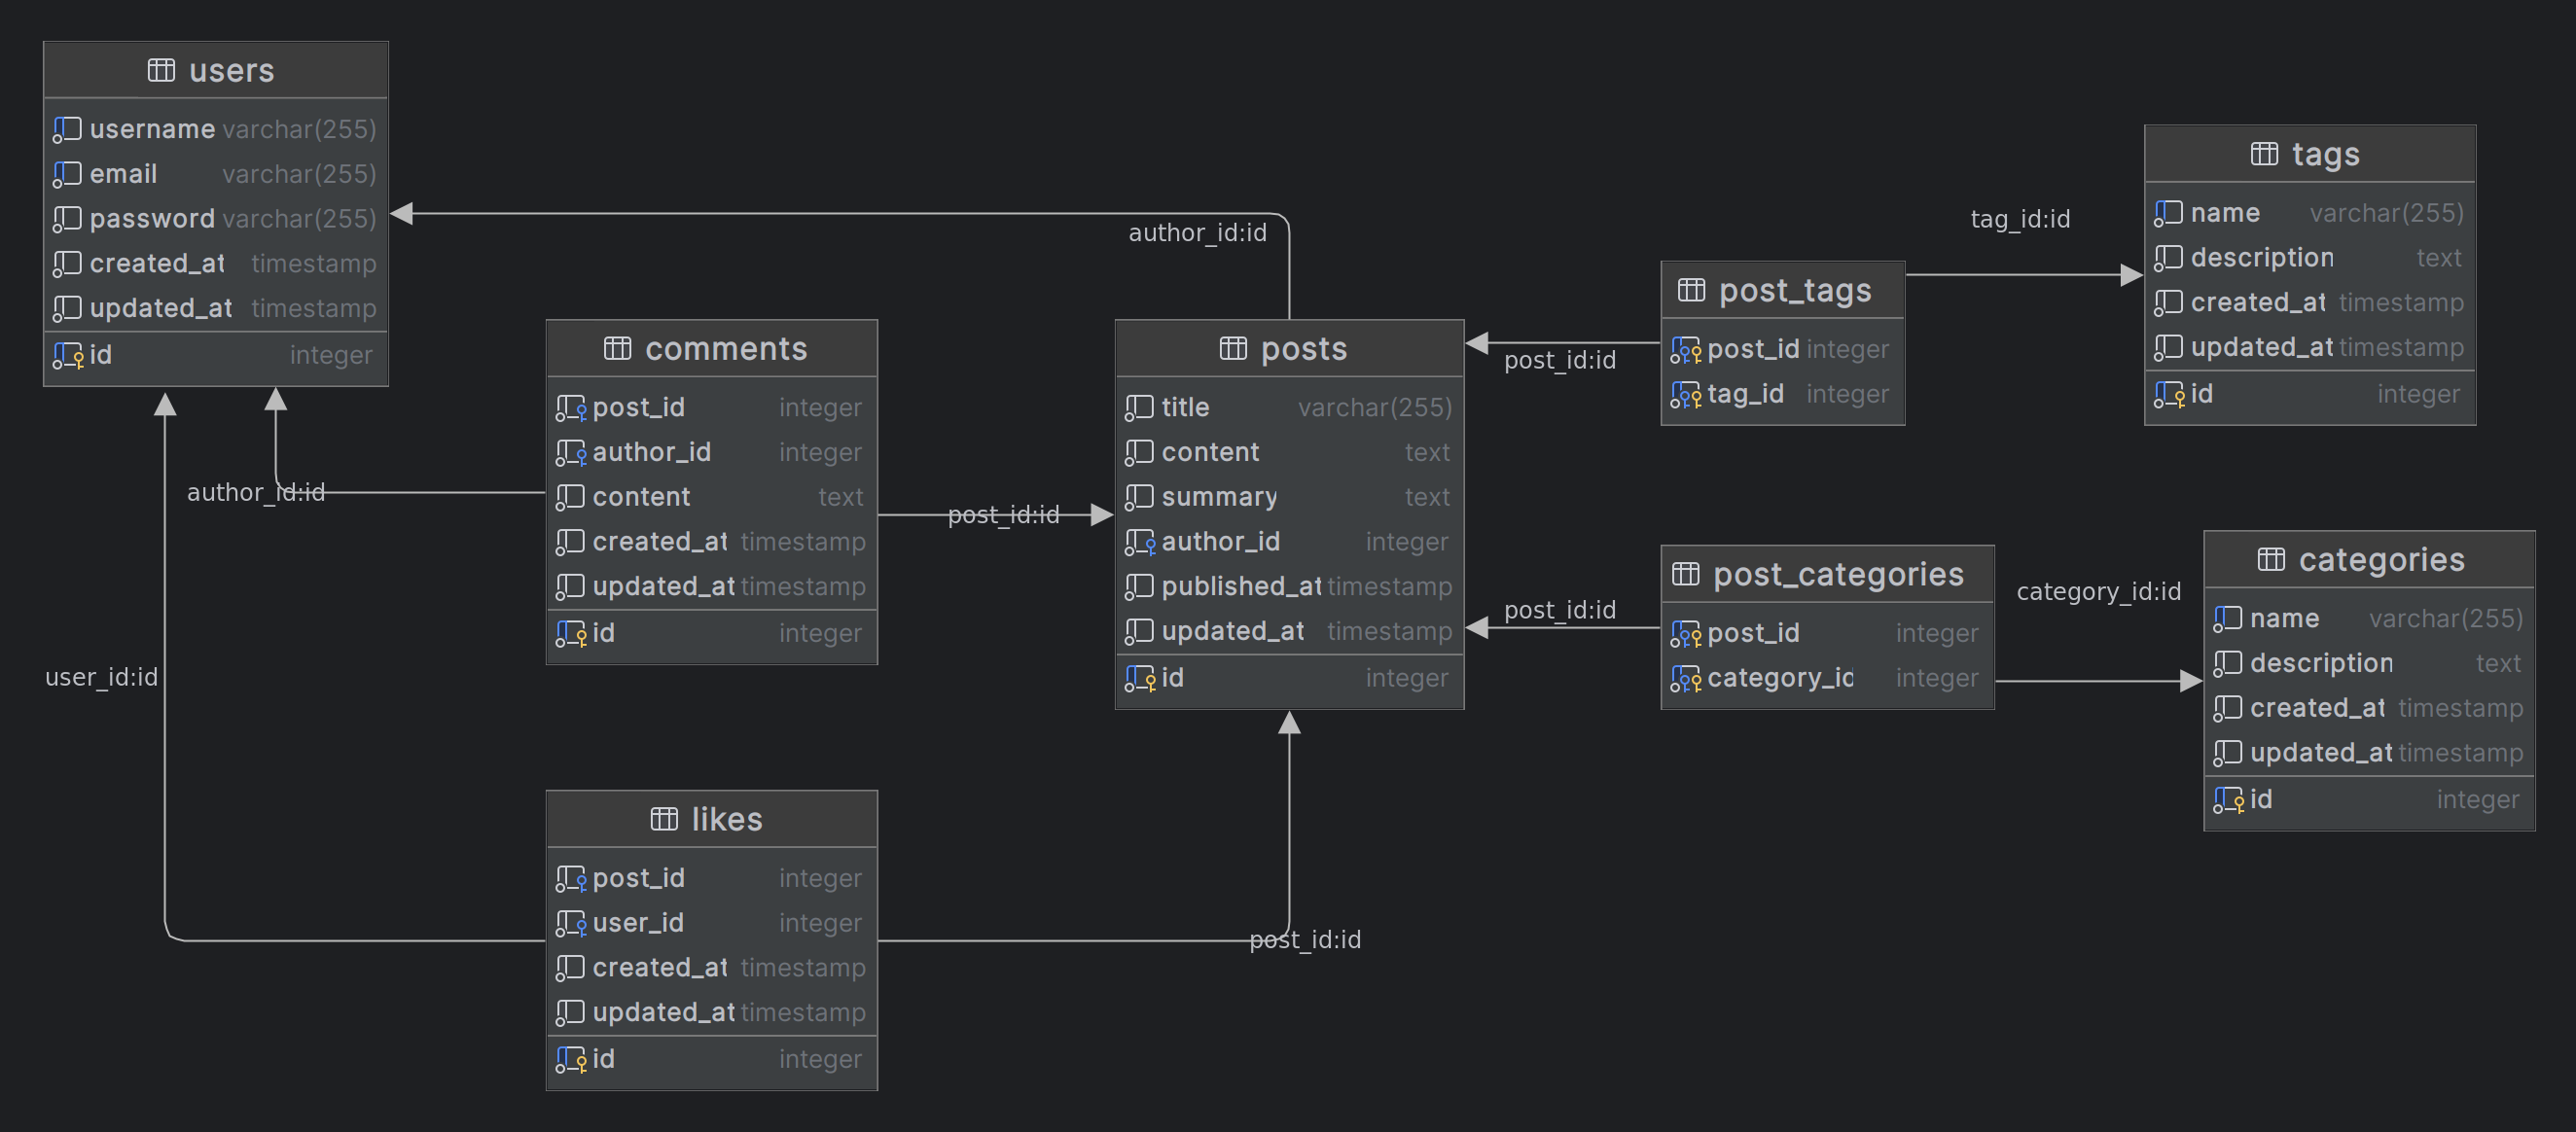 users
username varchar(255)
email varchar(255)
password varchar(255)
created_at timestamp
updated_at timestamp
id integer
author_id:id
user_id:id
comments
post_id integer
author_id integer
content text
created_at timestamp
updated_at timestamp
id integer
likes
post_id integer
user_id integer
created_at timestamp
updated_at timestamp
id integer
author_id:id
post_id:id
post_id:id
posts
title varchar(255)
content text
summary text
author_id integer
published_at timestamp
updated_at timestamp
id integer
post_id:id
post_id:id
post_tags
post_id integer
tag_id integer
post_categories
post_id integer
category_id integer
tag_id:id
category_id:id
tags
name varchar(255)
description text
created_at timestamp
updated_at timestamp
id integer
categories
name varchar(255)
description text
created_at timestamp
updated_at timestamp
id integer